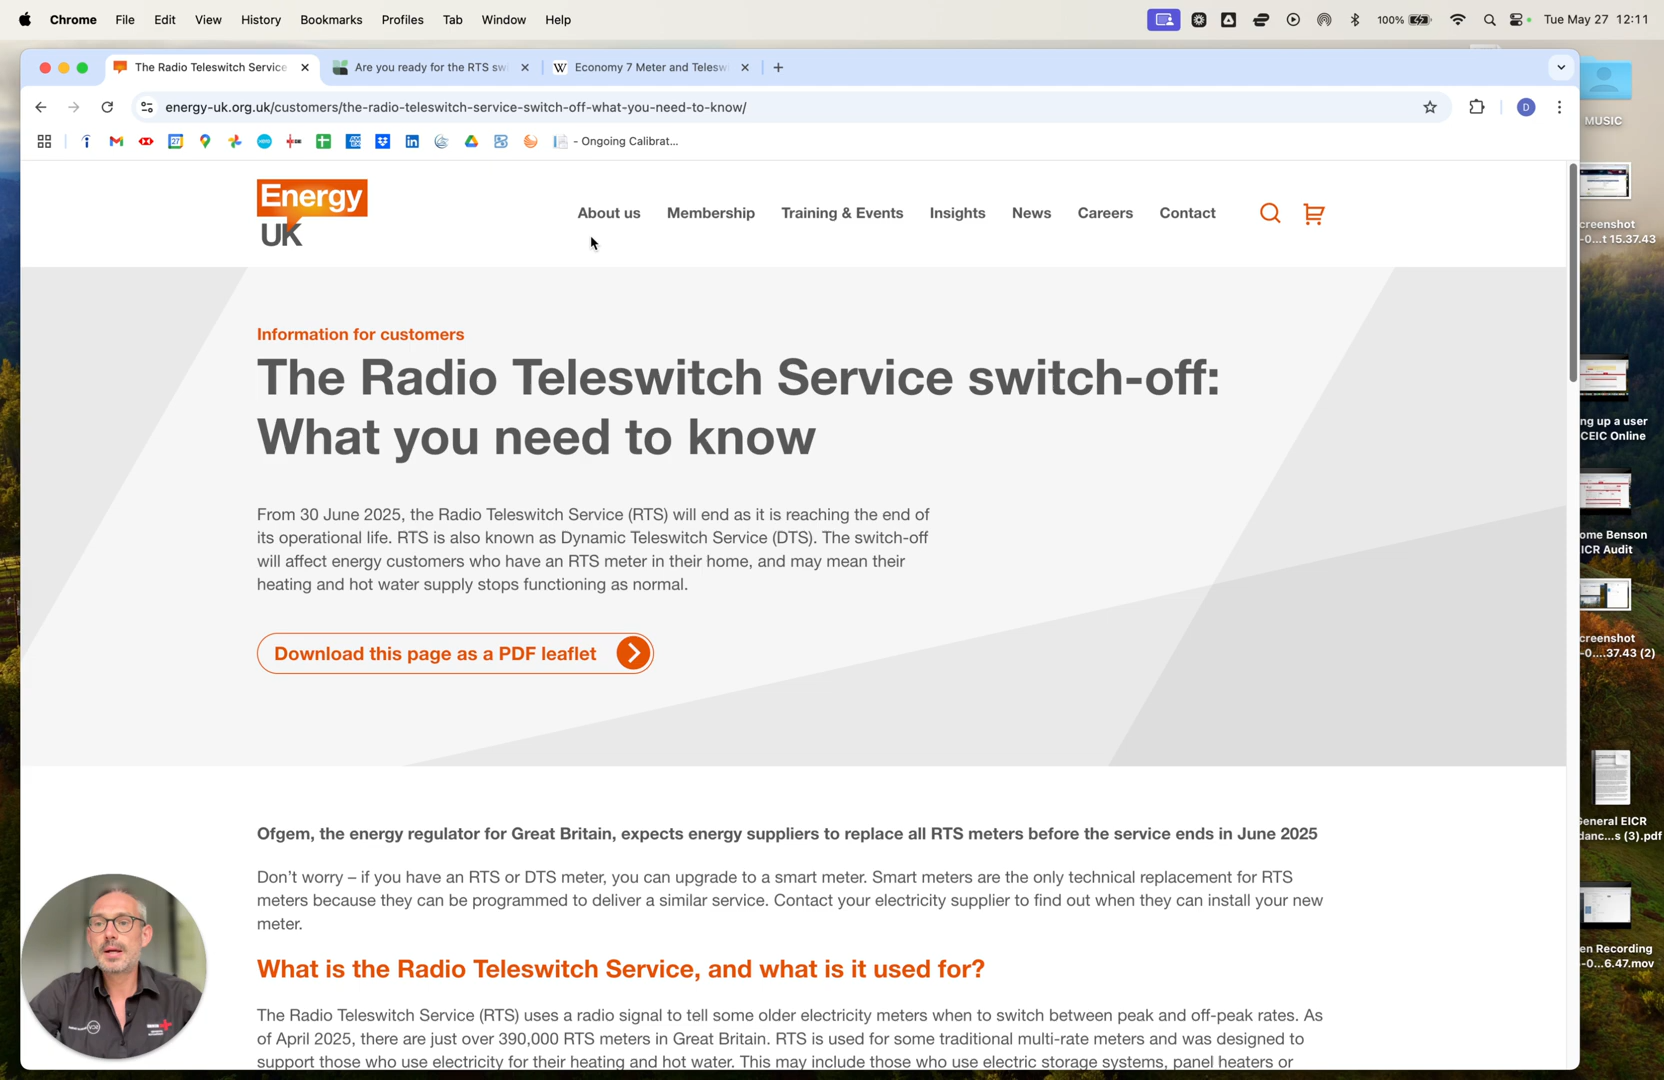 Chrome File Edit View History Bookmarks Profiles Tab Window Help 100% Tue May 27 12:11
The Radio Teleswitch Service Are you ready for the RTS sw Economy 7 Meter and Telesw
energy-uk.org.uk/customers/the-radio-teleswitch-service-switch-off-what-you-need-to-know/ D
- Ongoing Calibrat...
MUSIC
Energy
UK
About us Membership Training & Events Insights News Careers Contact
creenshot
-0...t 15.37.43
Information for customers
The Radio Teleswitch Service switch-off:
What you need to know
ng up a user
CEIC Online
From 30 June 2025, the Radio Teleswitch Service (RTS) will end as it is reaching the end of
its operational life. RTS is also known as Dynamic Teleswitch Service (DTS). The switch-off
will affect energy customers who have an RTS meter in their home, and may mean their
heating and hot water supply stops functioning as normal.
ome Benson
ICR Audit
Download this page as a PDF leaflet
creenshot
-0....37.43 (2)
Ofgem, the energy regulator for Great Britain, expects energy suppliers to replace all RTS meters before the service ends in June 2025
General EICR
danc...s (3).pdf
Don't worry – if you have an RTS or DTS meter, you can upgrade to a smart meter. Smart meters are the only technical replacement for RTS
meters because they can be programmed to deliver a similar service. Contact your electricity supplier to find out when they can install your new
meter.
en Recording
-0...6.47.mov
What is the Radio Teleswitch Service, and what is it used for?
The Radio Teleswitch Service (RTS) uses a radio signal to tell some older electricity meters when to switch between peak and off-peak rates. As
of April 2025, there are just over 390,000 RTS meters in Great Britain. RTS is used for some traditional multi-rate meters and was designed to
support those who use electricity for their heating and hot water. This may include those who use electric storage systems, panel heaters or